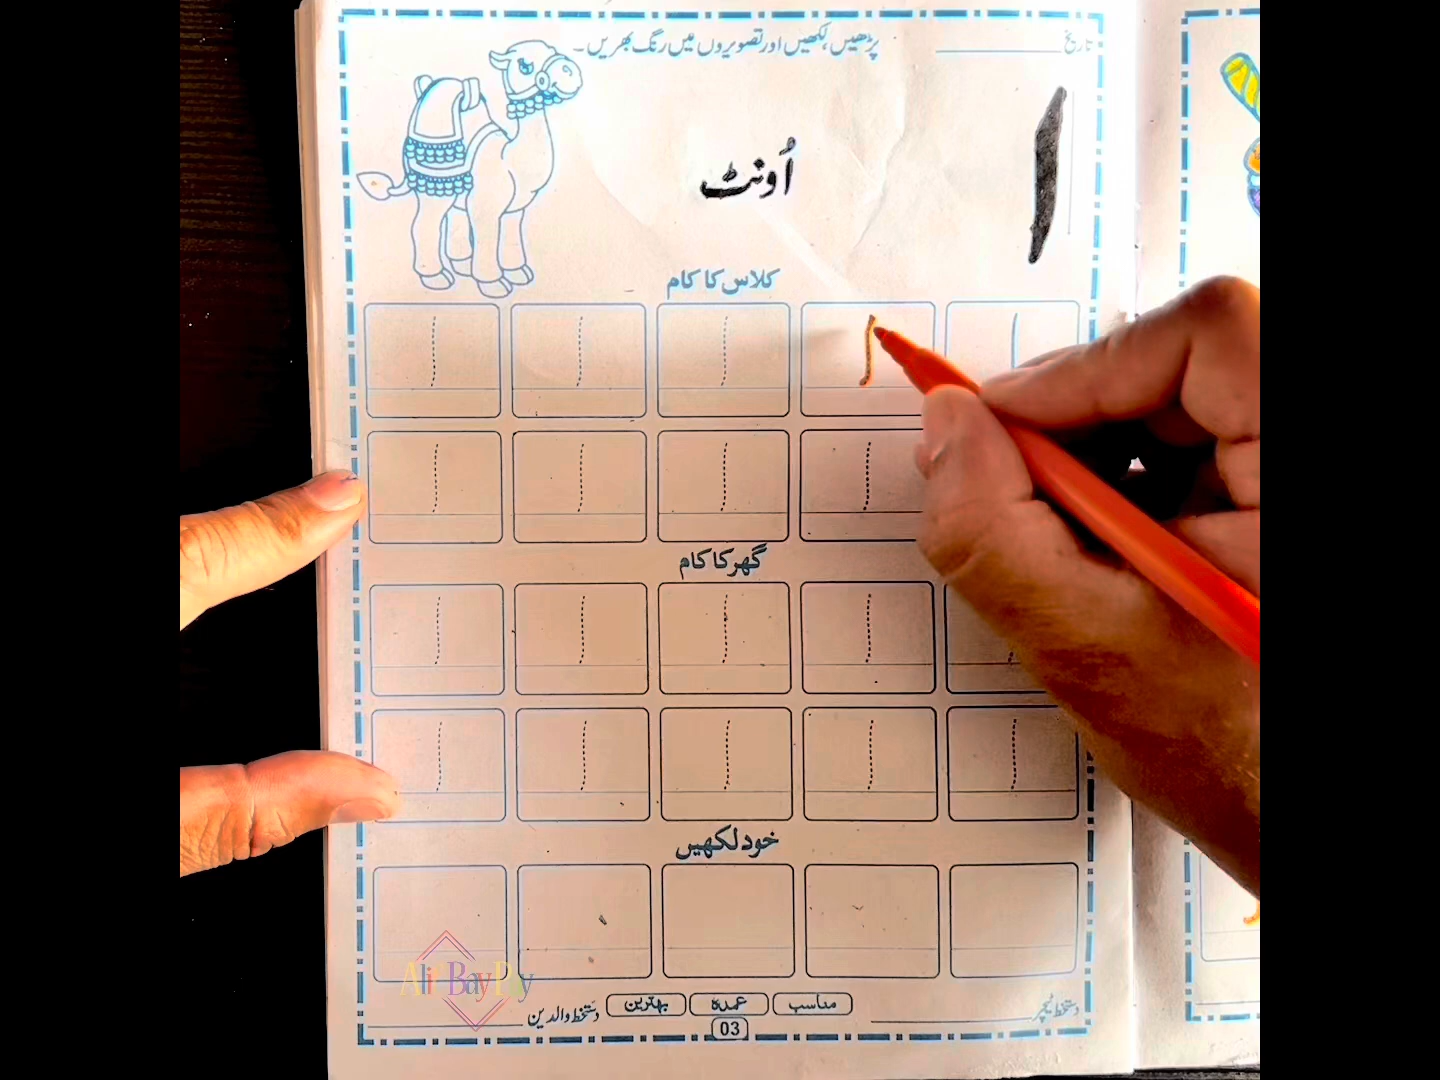 تاریخ
پڑھیں، لکھیں اور تصویروں میں رنگ بھریں۔
ا
اُونٹ
کلاس کا کام
ا ا ا ا ا
ا ا ا ا
گھر کا کام
ا ا ا ا ا
ا ا ا ا ا
خود لکھیں
مناسب عمدہ بہترین
دستخط ٹیچر دستخط والدین
03
Alif Bay Pay